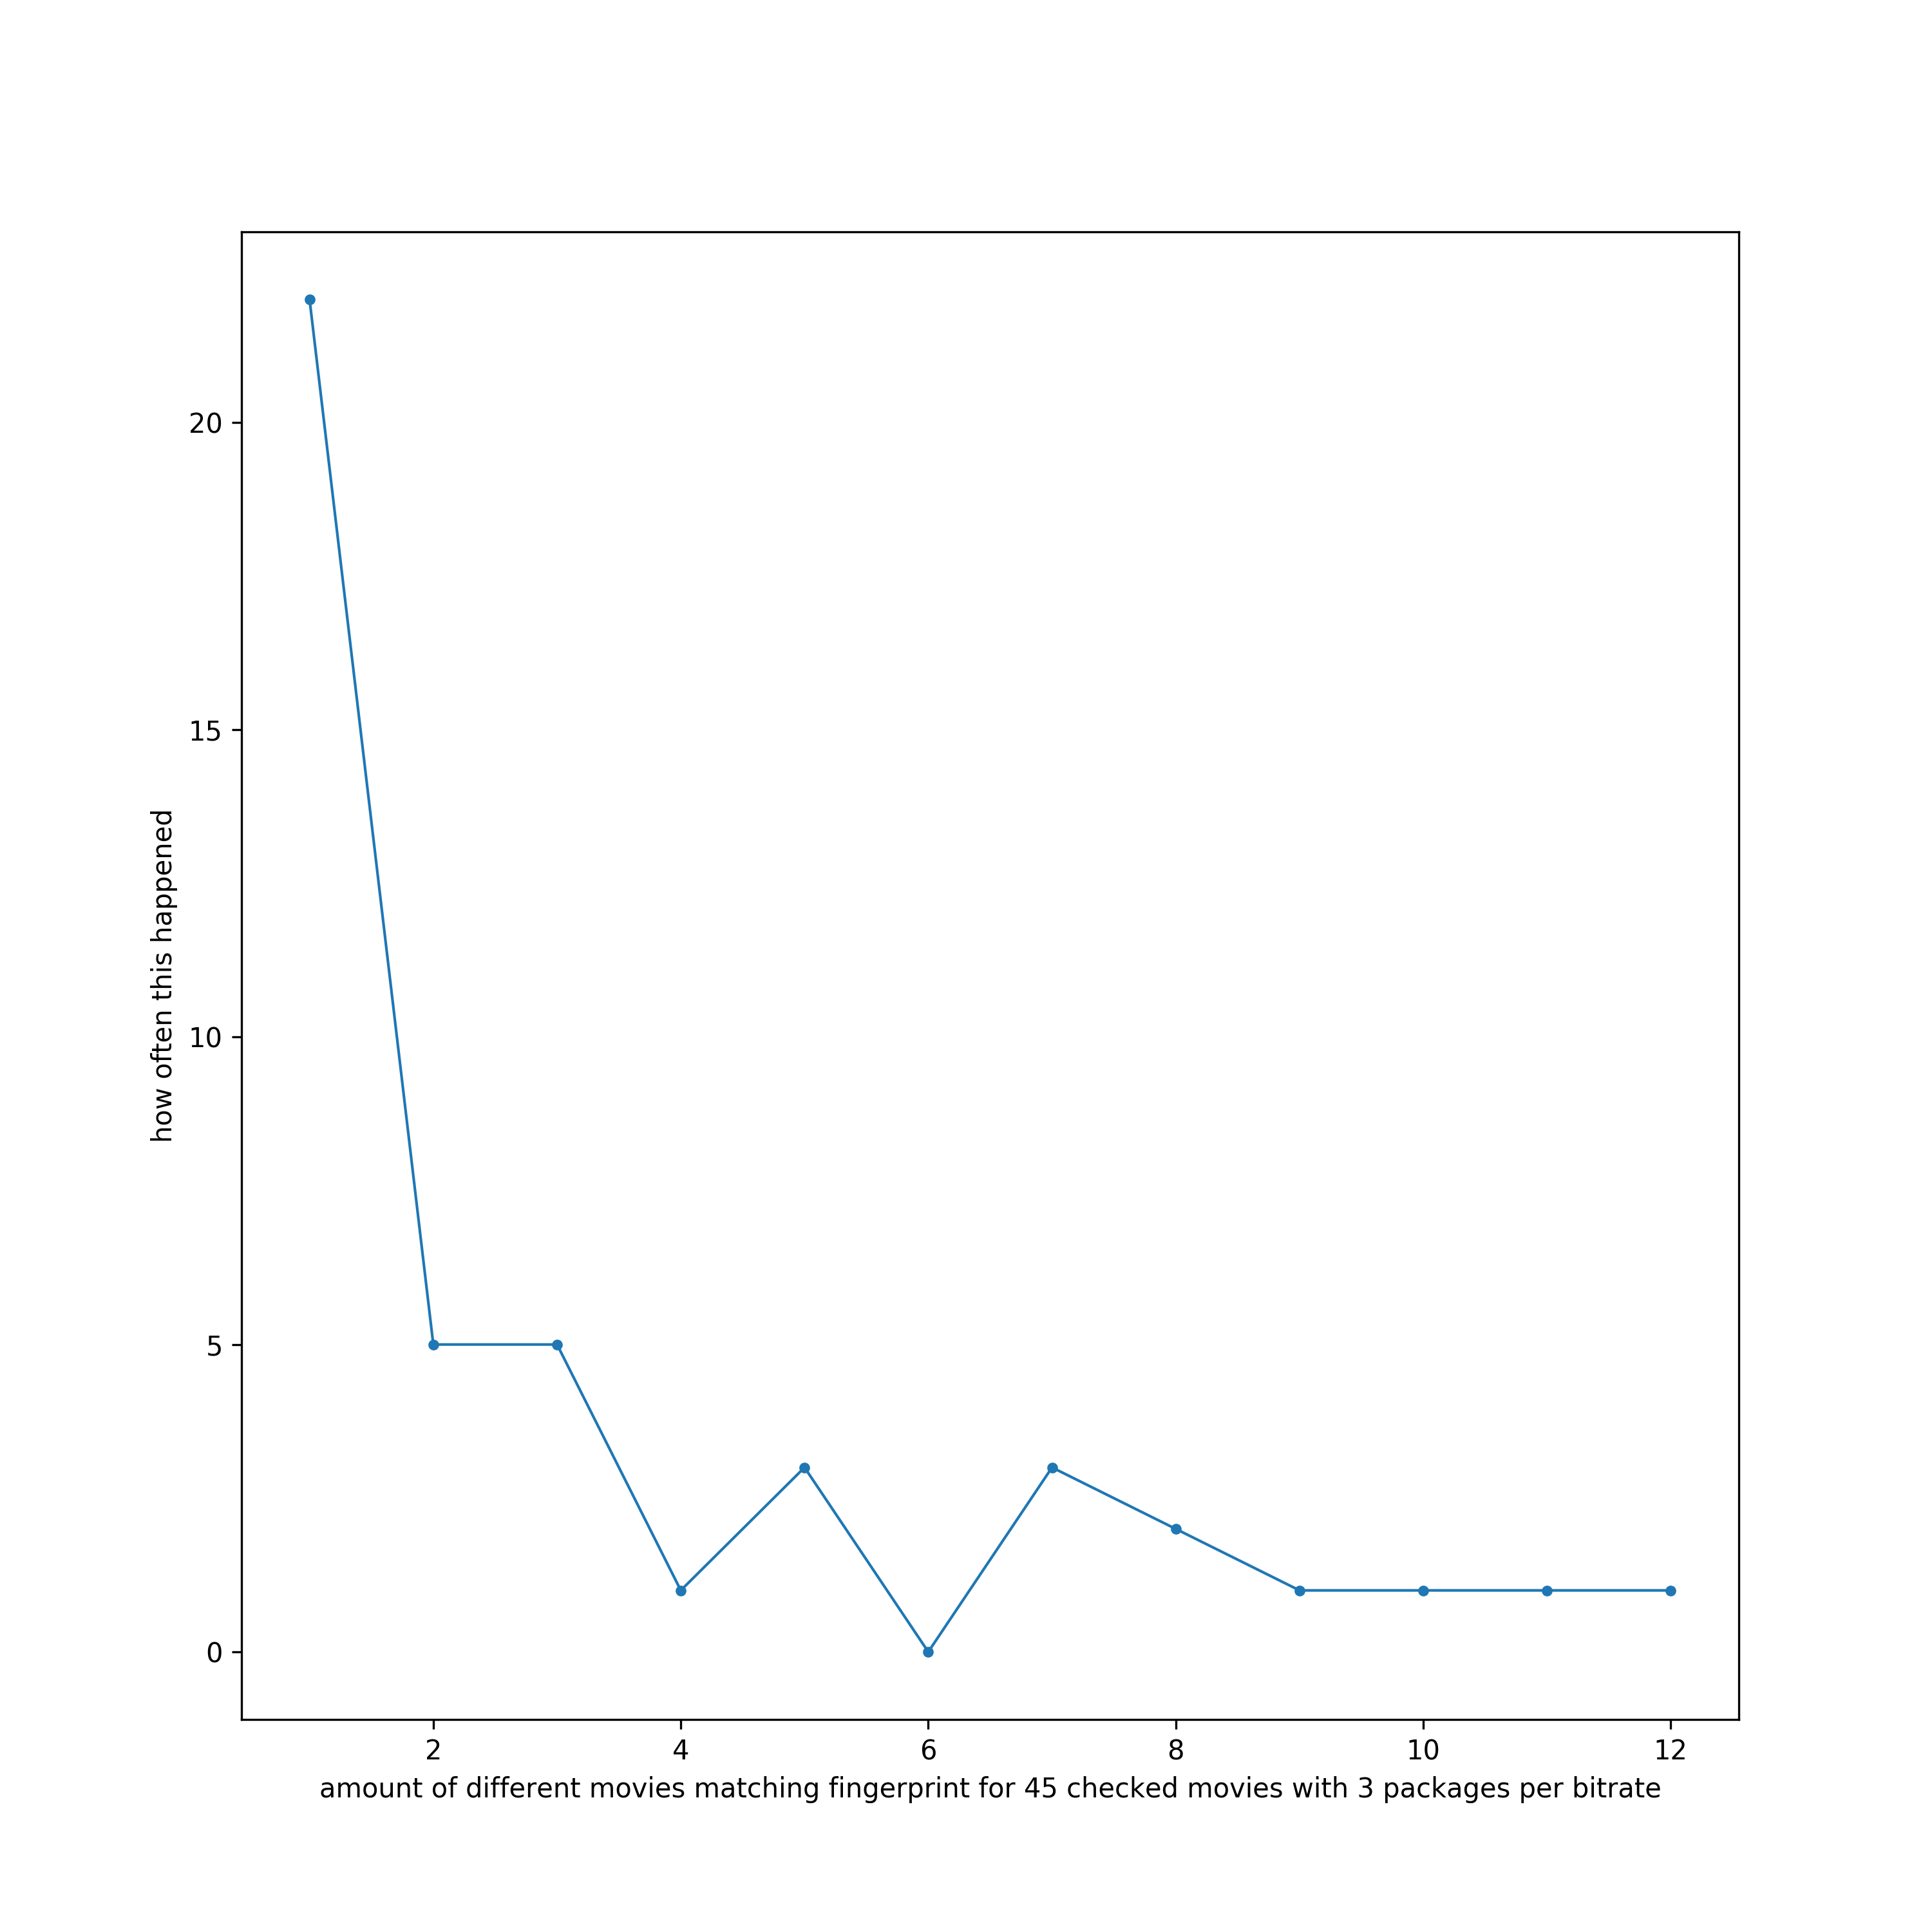 20
15
10
5
0
how often this happened
2 4 6 8 10 12
amount of different movies matching fingerprint for 45 checked movies with 3 packages per bitrate